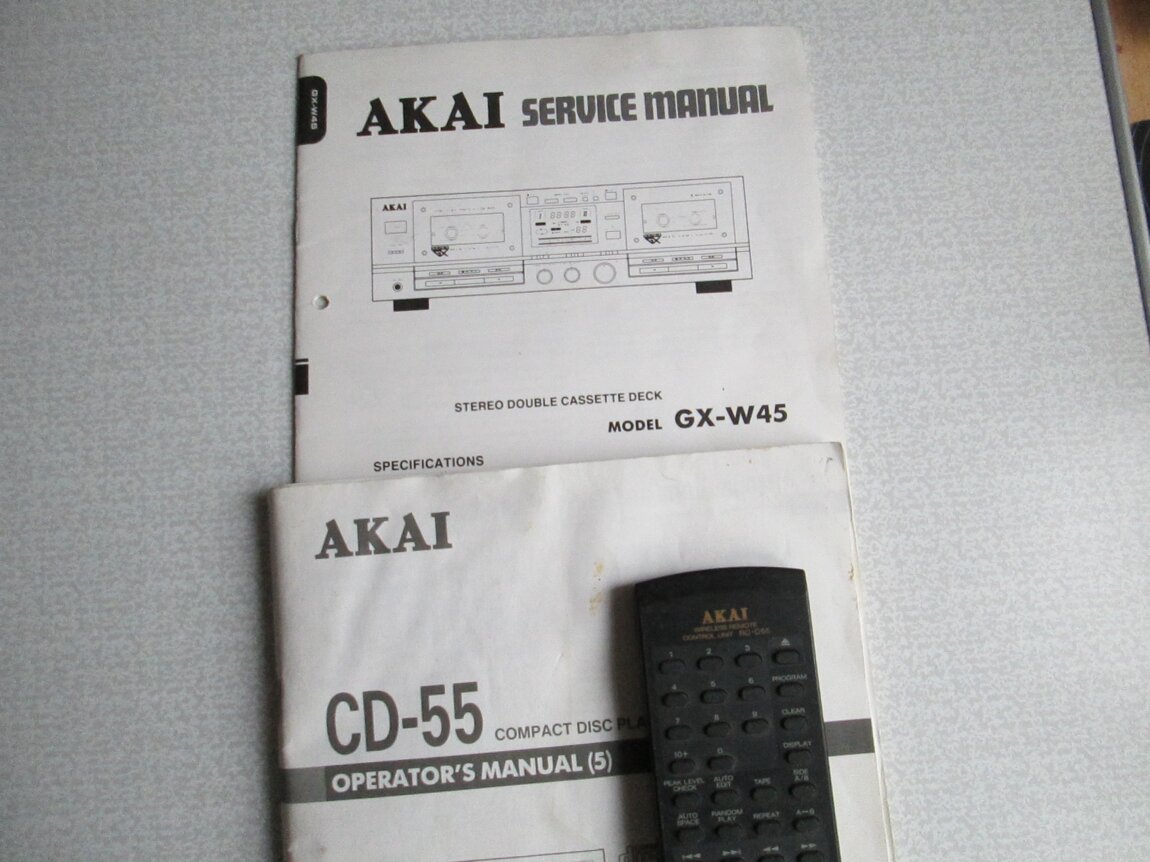 GX-W45
AKAI SERVICE MANUAL
AKAI
STEREO DOUBLE CASSETTE DECK
MODEL GX-W45
SPECIFICATIONS
AKAI
CD-55 COMPACT DISC PLA
OPERATOR'S MANUAL (5)
AKAI
WIRELESS REMOTE
CONTROL UNIT RC-C55
1 2 3
4 5 6 PROGRAM
7 8 9 CLEAR
10+ 0 DISPLAY
PEAK LEVEL CHECK AUTO EDIT TAPE SIDE A/B
AUTO SPACE RANDOM PLAY REPEAT A↔B